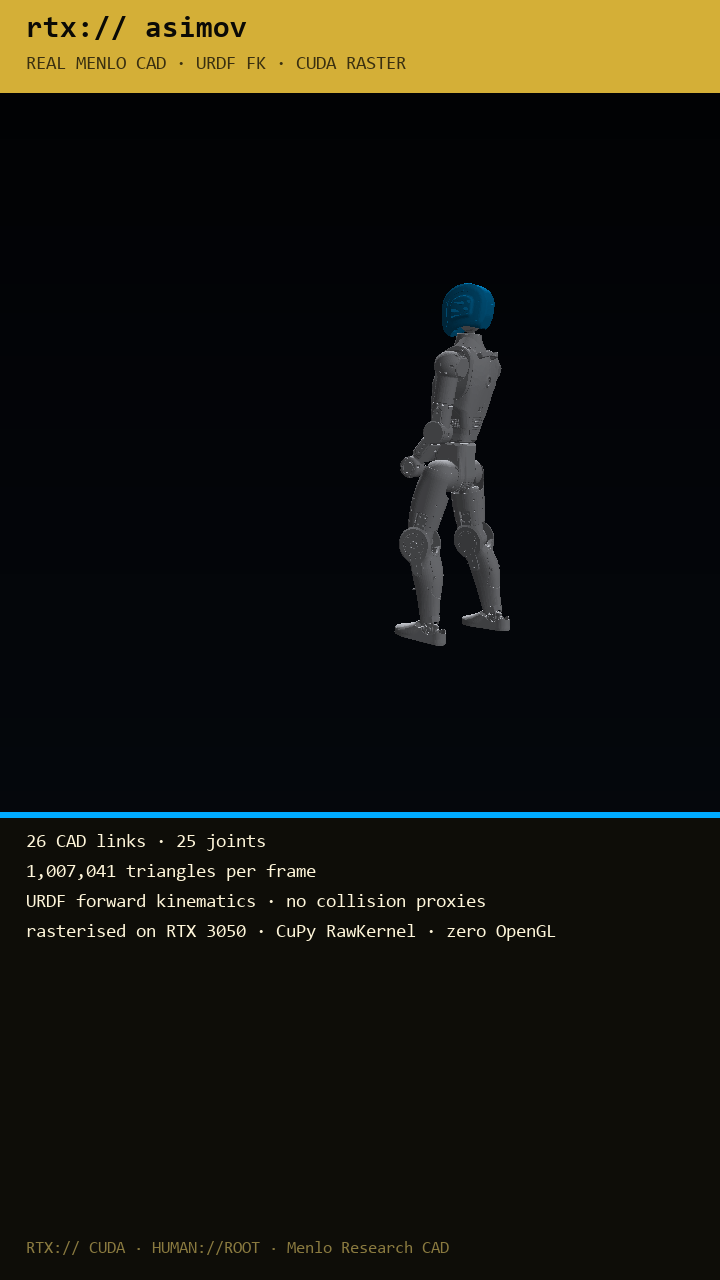 rtx:// asimov
REAL MENLO CAD · URDF FK · CUDA RASTER
26 CAD links · 25 joints
1,007,041 triangles per frame
URDF forward kinematics · no collision proxies
rasterised on RTX 3050 · CuPy RawKernel · zero OpenGL
RTX:// CUDA · HUMAN://ROOT · Menlo Research CAD